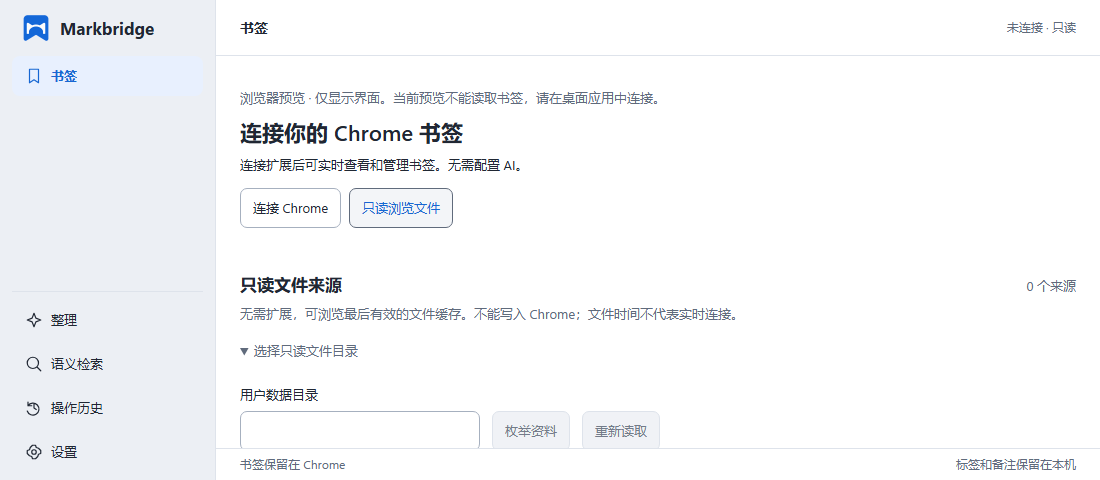 Markbridge
书签
整理
语义检索
操作历史
设置
书签
未连接 · 只读
浏览器预览 · 仅显示界面。当前预览不能读取书签，请在桌面应用中连接。
连接你的 Chrome 书签
连接扩展后可实时查看和管理书签。无需配置 AI。
连接 Chrome
只读浏览文件
只读文件来源
0 个来源
无需扩展，可浏览最后有效的文件缓存。不能写入 Chrome；文件时间不代表实时连接。
▼ 选择只读文件目录
用户数据目录
枚举资料
重新读取
书签保留在 Chrome
标签和备注保留在本机